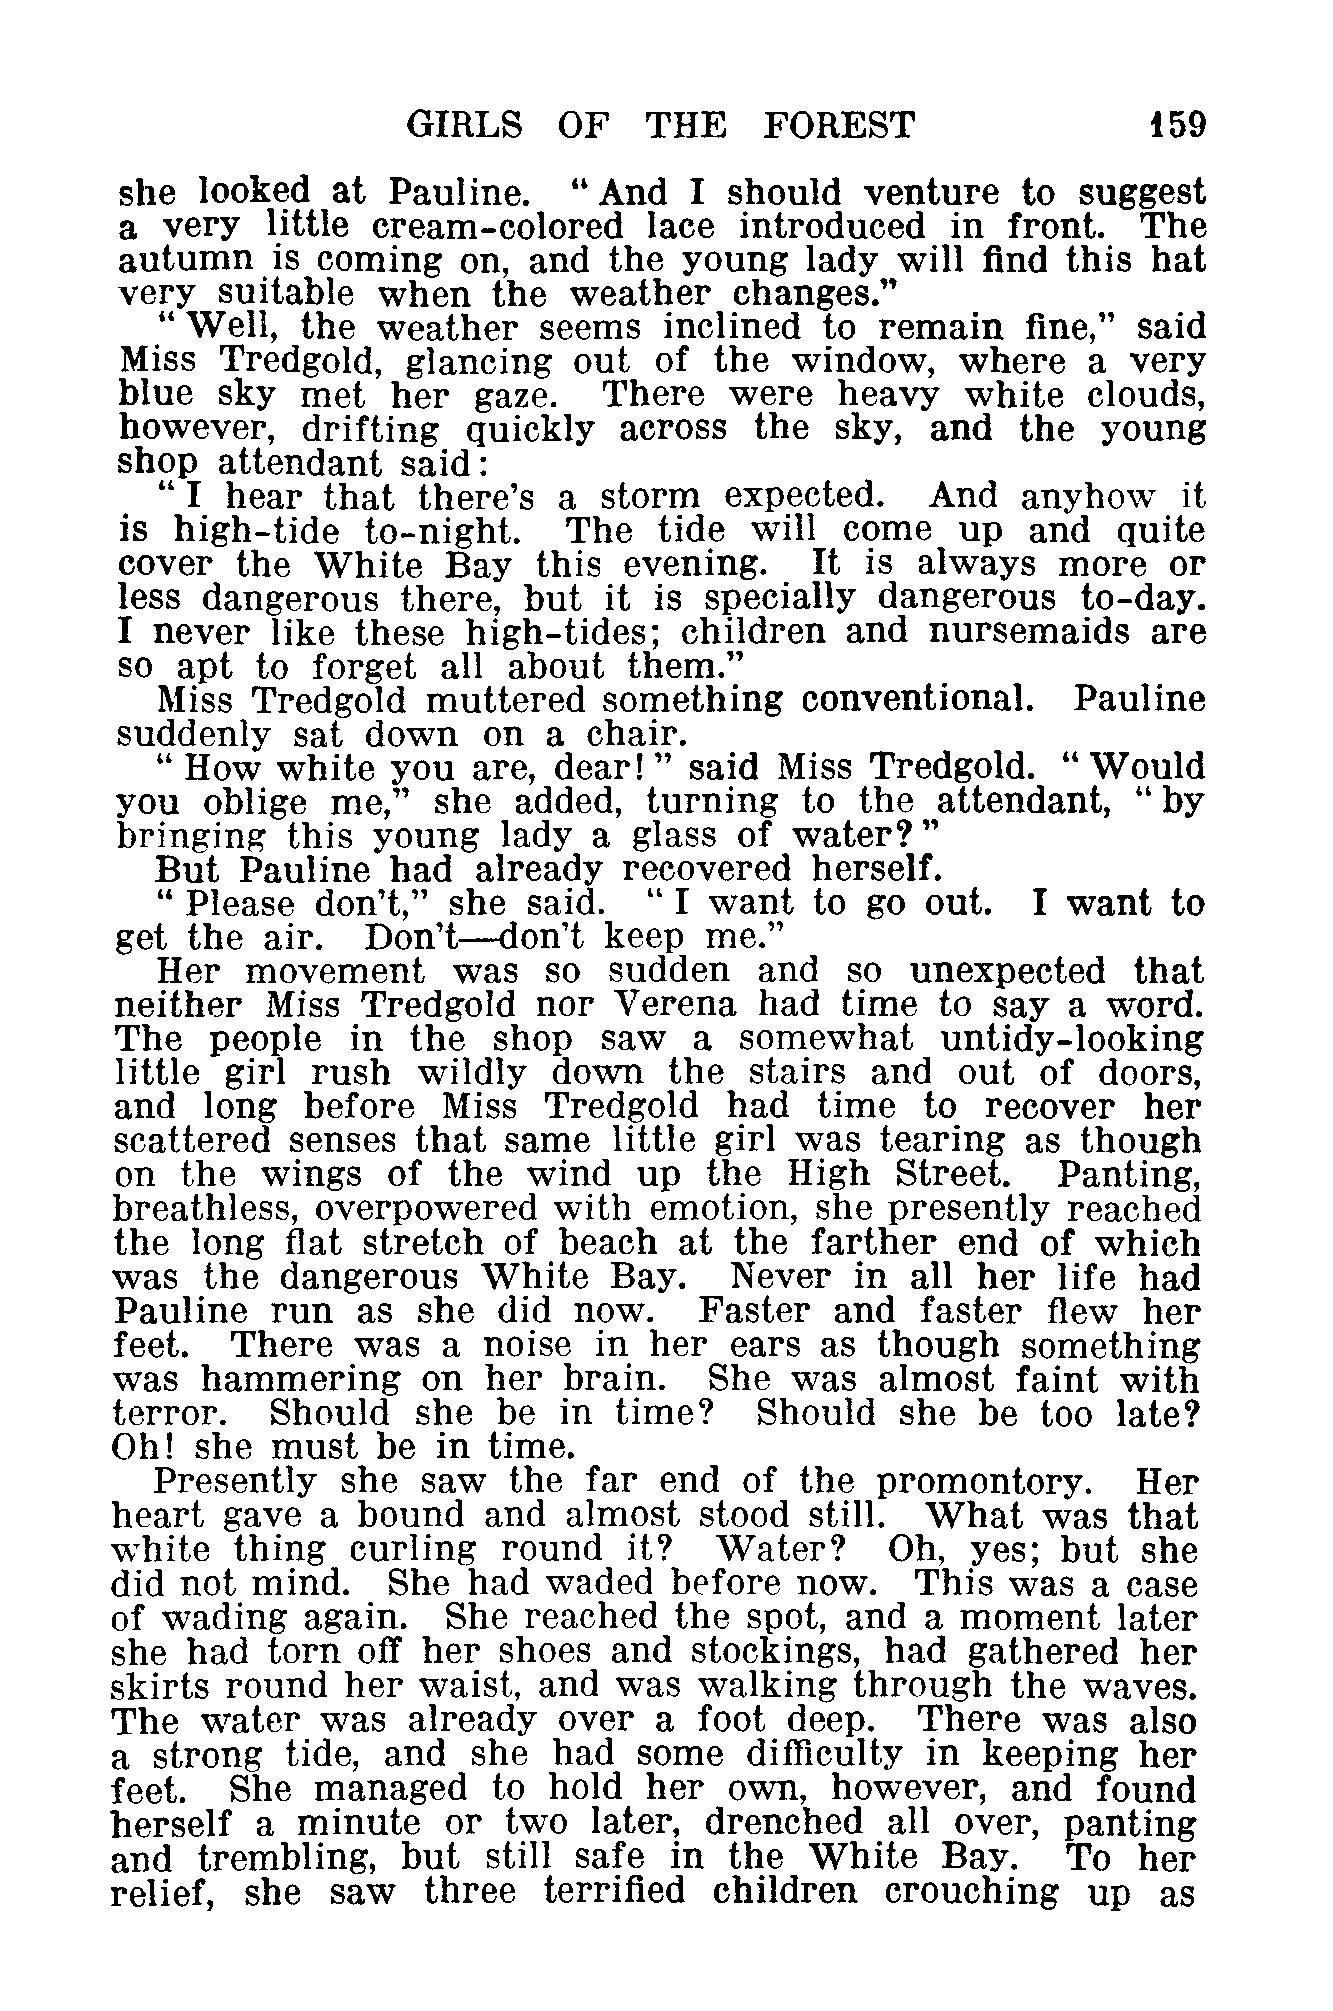 GIRLS OF THE FOREST 159
she looked at Pauline. “ And I should venture to suggest
a very little cream-colored lace introduced in front. The
autumn is coming on, and the young lady will find this hat
very suitable when the weather changes.”
“ Well, the weather seems inclined to remain fine,” said
Miss Tredgold, glancing out of the window, where a very
blue sky met her gaze. There were heavy white clouds,
however, drifting quickly across the sky, and the young
shop attendant said:
“ I hear that there’s a storm expected. And anyhow it
is high-tide to-night. The tide will come up and quite
cover the White Bay this evening. It is always more or
less dangerous there, but it is specially dangerous to-day.
I never like these high-tides; children and nursemaids are
so apt to forget all about them.”
Miss Tredgold muttered something conventional. Pauline
suddenly sat down on a chair.
“ How white you are, dear! ” said Miss Tredgold. “ Would
you oblige me,” she added, turning to the attendant, “ by
bringing this young lady a glass of water? ”
But Pauline had already recovered herself.
“ Please don’t,” she said. “ I want to go out. I want to
get the air. Don’t—don’t keep me.”
Her movement was so sudden and so unexpected that
neither Miss Tredgold nor Verena had time to say a word.
The people in the shop saw a somewhat untidy-looking
little girl rush wildly down the stairs and out of doors,
and long before Miss Tredgold had time to recover her
scattered senses that same little girl was tearing as though
on the wings of the wind up the High Street. Panting,
breathless, overpowered with emotion, she presently reached
the long flat stretch of beach at the farther end of which
was the dangerous White Bay. Never in all her life had
Pauline run as she did now. Faster and faster flew her
feet. There was a noise in her ears as though something
was hammering on her brain. She was almost faint with
terror. Should she be in time? Should she be too late?
Oh! she must be in time.
Presently she saw the far end of the promontory. Her
heart gave a bound and almost stood still. What was that
white thing curling round it? Water? Oh, yes; but she
did not mind. She had waded before now. This was a case
of wading again. She reached the spot, and a moment later
she had torn off her shoes and stockings, had gathered her
skirts round her waist, and was walking through the waves.
The water was already over a foot deep. There was also
a strong tide, and she had some difficulty in keeping her
feet. She managed to hold her own, however, and found
herself a minute or two later, drenched all over, panting
and trembling, but still safe in the White Bay. To her
relief, she saw three terrified children crouching up as